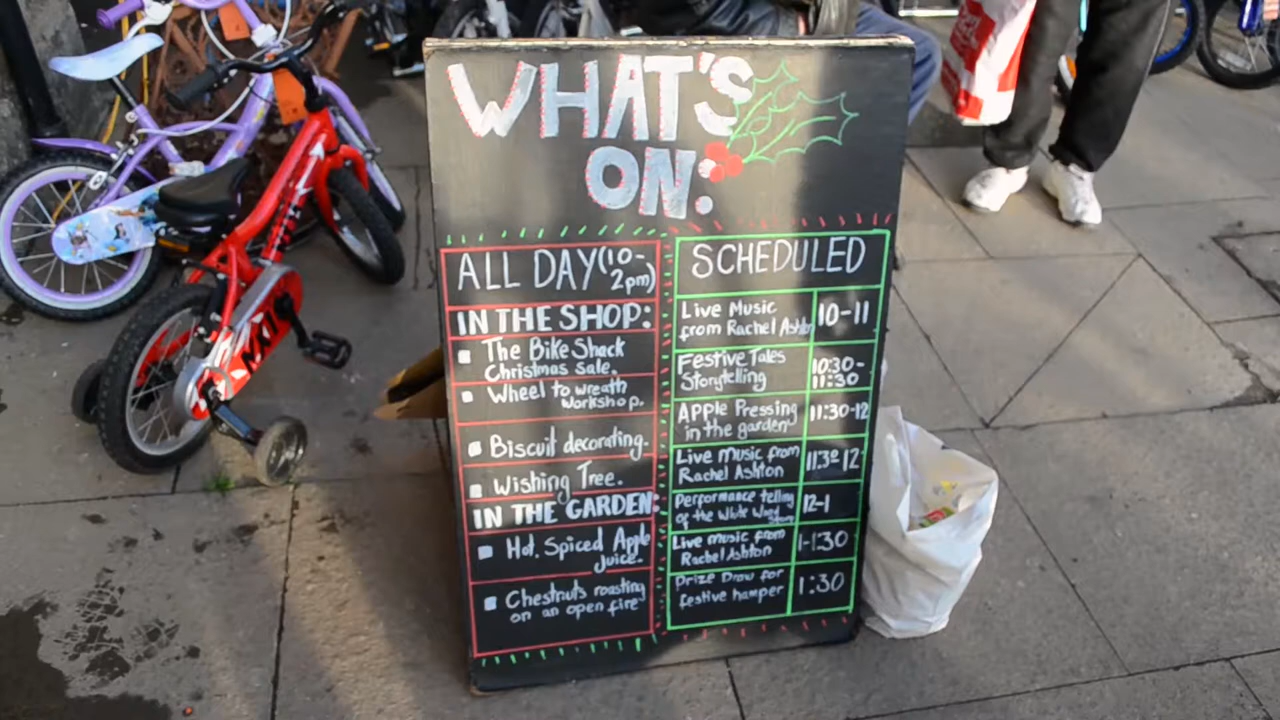 WHAT'S
ON:
ALL DAY (10-
2pm)
IN THE SHOP:
The Bike Shack
Christmas sale.
Wheel to wreath
workshop.
Biscuit decorating.
Wishing Tree.
IN THE GARDEN:
Hot, Spiced Apple
juice.
Chestnuts roasting
on an open fire
SCHEDULED
Live Music
from Rachel Ashton
10-11
Festive Tales
Storytelling
10:30-
11:30
Apple Pressing
in the garden
11:30-12
Live music from
Rachel Ashton
11:30-12
Performance telling
of the White Wood
Story
12-1
Live music from
Rachel Ashton
1-1:30
Prize Draw for
festive hamper
1:30